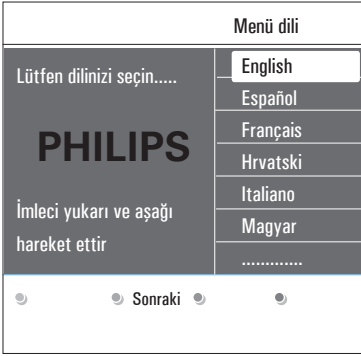 Menü dili
Lütfen dilinizi seçin.....
PHILIPS
İmleci yukarı ve aşağı
hareket ettir
English
Español
Français
Hrvatski
Italiano
Magyar
.............
Sonraki